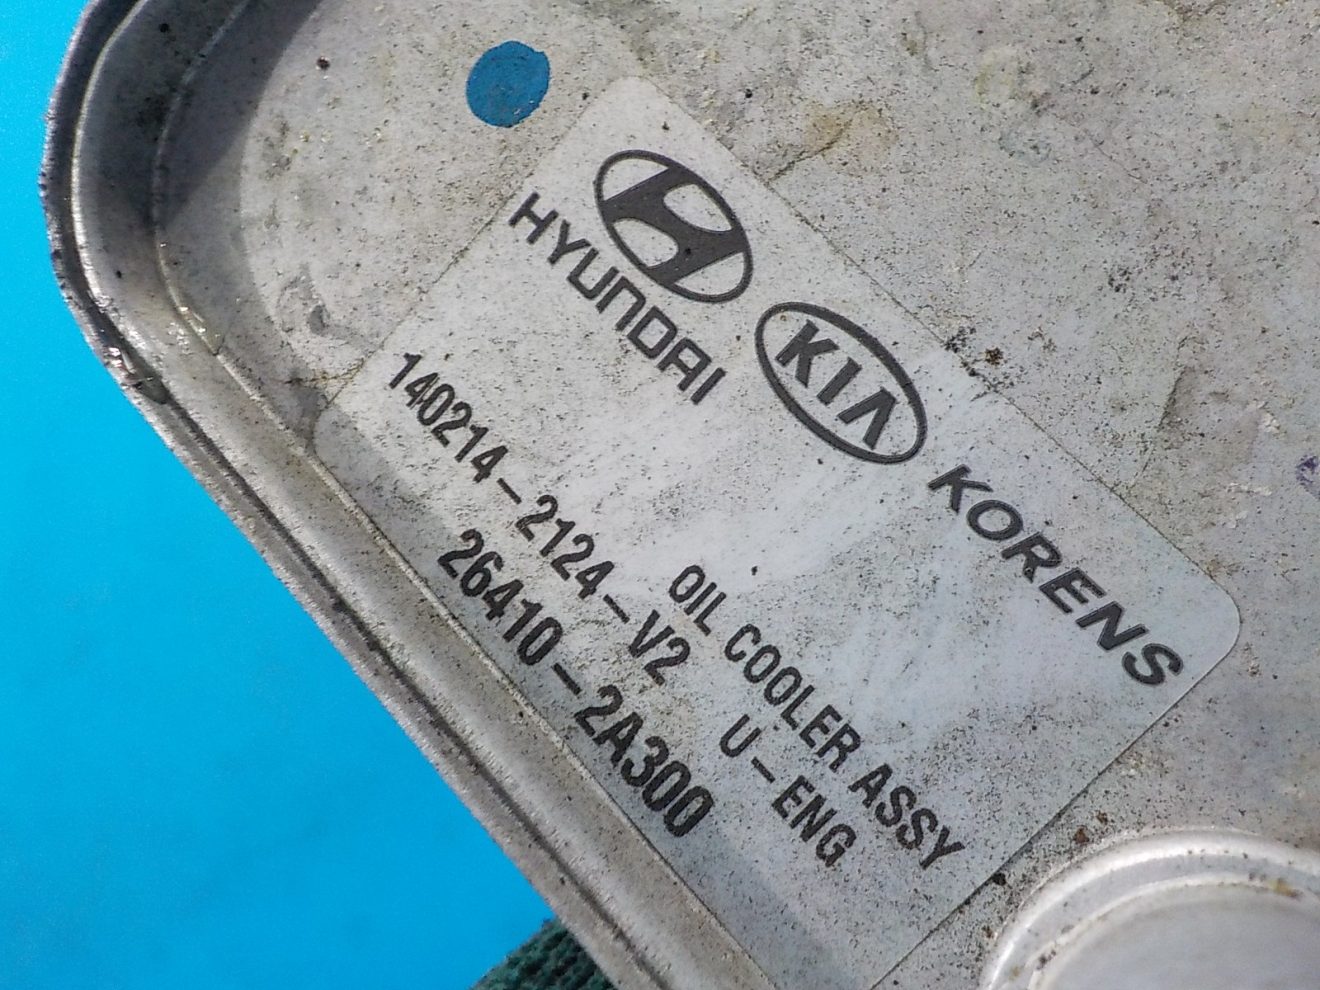 HYUNDAI KIA KORENS
OIL COOLER ASSY
140214-2124-V2 U-ENG
26410-2A300